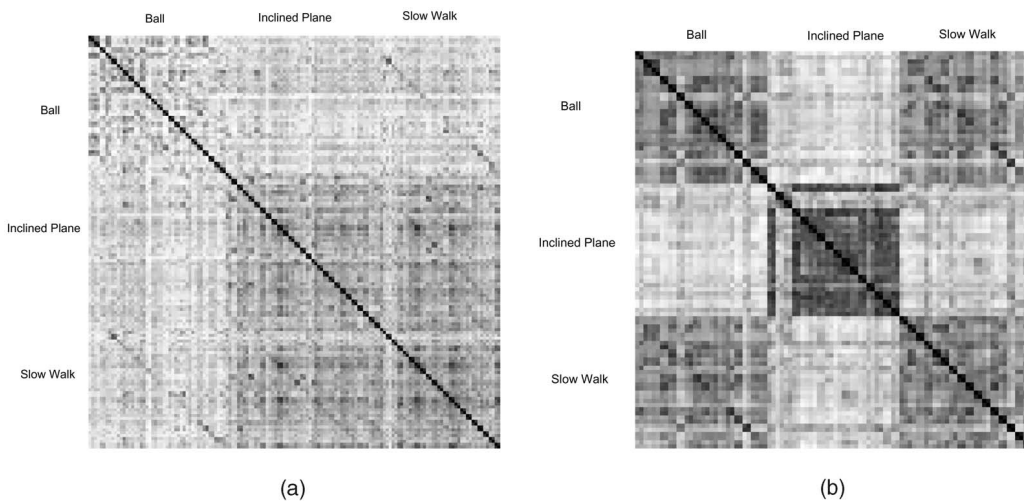 Ball Inclined Plane Slow Walk
Ball
Inclined Plane
Slow Walk
(a)
Ball Inclined Plane Slow Walk
Ball
Inclined Plane
Slow Walk
(b)